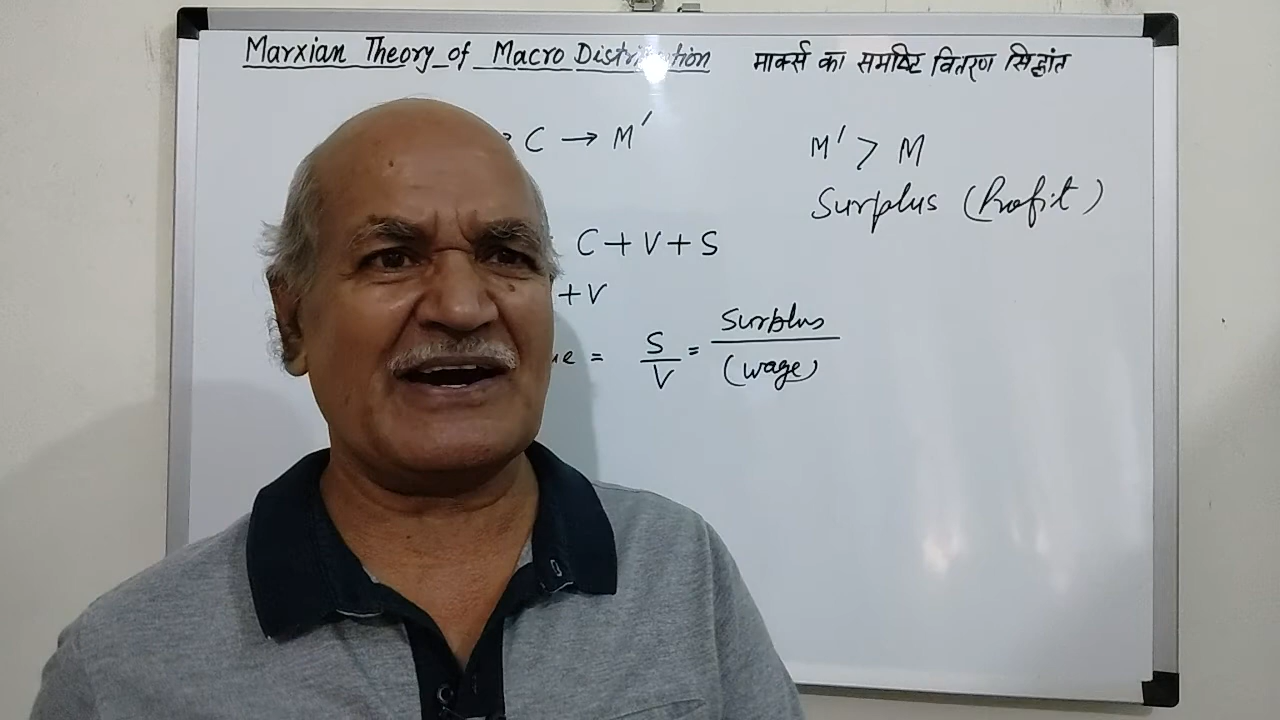 Marxian Theory of Macro Distribution मार्क्स का समष्टि वितरण सिद्धांत
C → M′
M′ > M
Surplus (Profit)
C+V+S
+V
= S/V = Surplus/(wage)